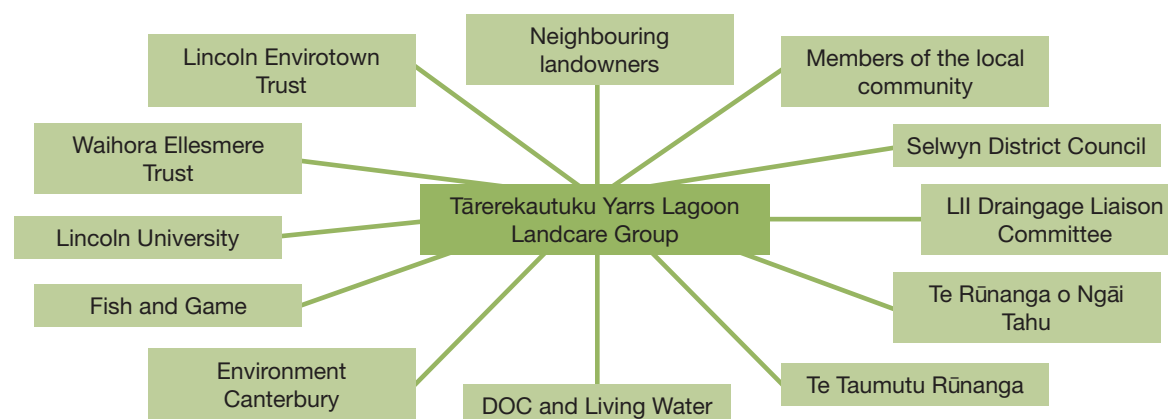 Neighbouring
landowners
Lincoln Envirotown
Trust
Members of the local
community
Waihora Ellesmere
Trust
Selwyn District Council
Tārerekautuku Yarrs Lagoon
Landcare Group
Lincoln University
LII Draingage Liaison
Committee
Fish and Game
Te Rūnanga o Ngāi
Tahu
Environment
Canterbury
DOC and Living Water
Te Taumutu Rūnanga